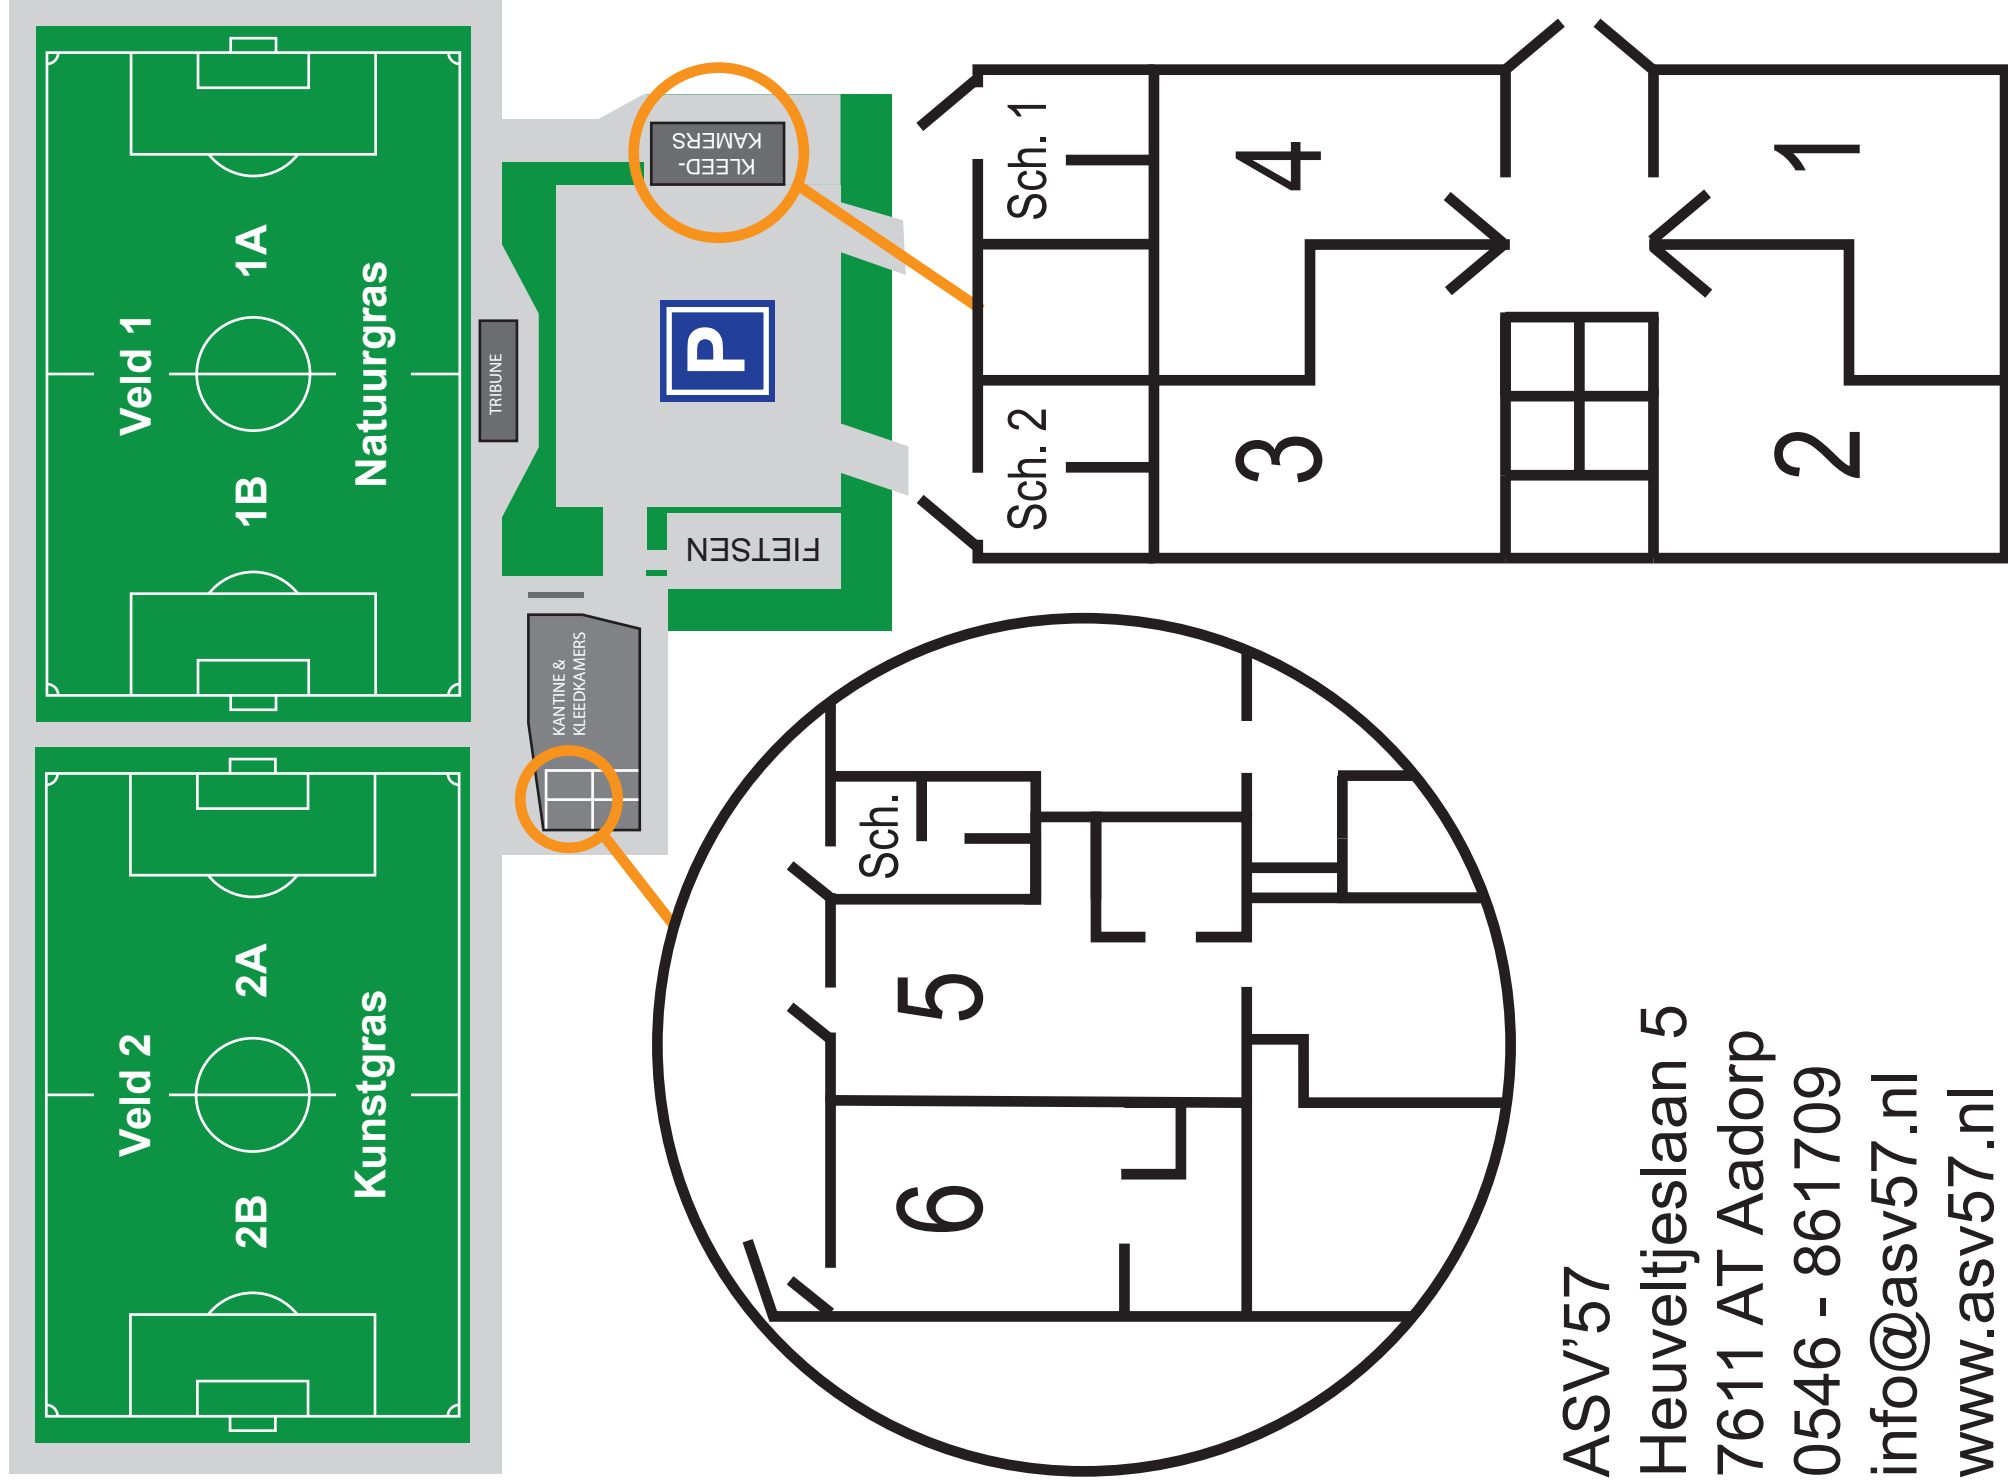 Veld 2
2B
2A
Kunstgras
Veld 1
1B
1A
Natuurgras
TRIBUNE
KANTINE &
KLEEDKAMERS
KLEED-
KAMERS
P
FIETSEN
Sch. 2
Sch. 1
3
4
2
1
Sch.
5
6
ASV’57
Heuveltjeslaan 5
7611 AT Aadorp
0546 - 861709
info@asv57.nl
www.asv57.nl